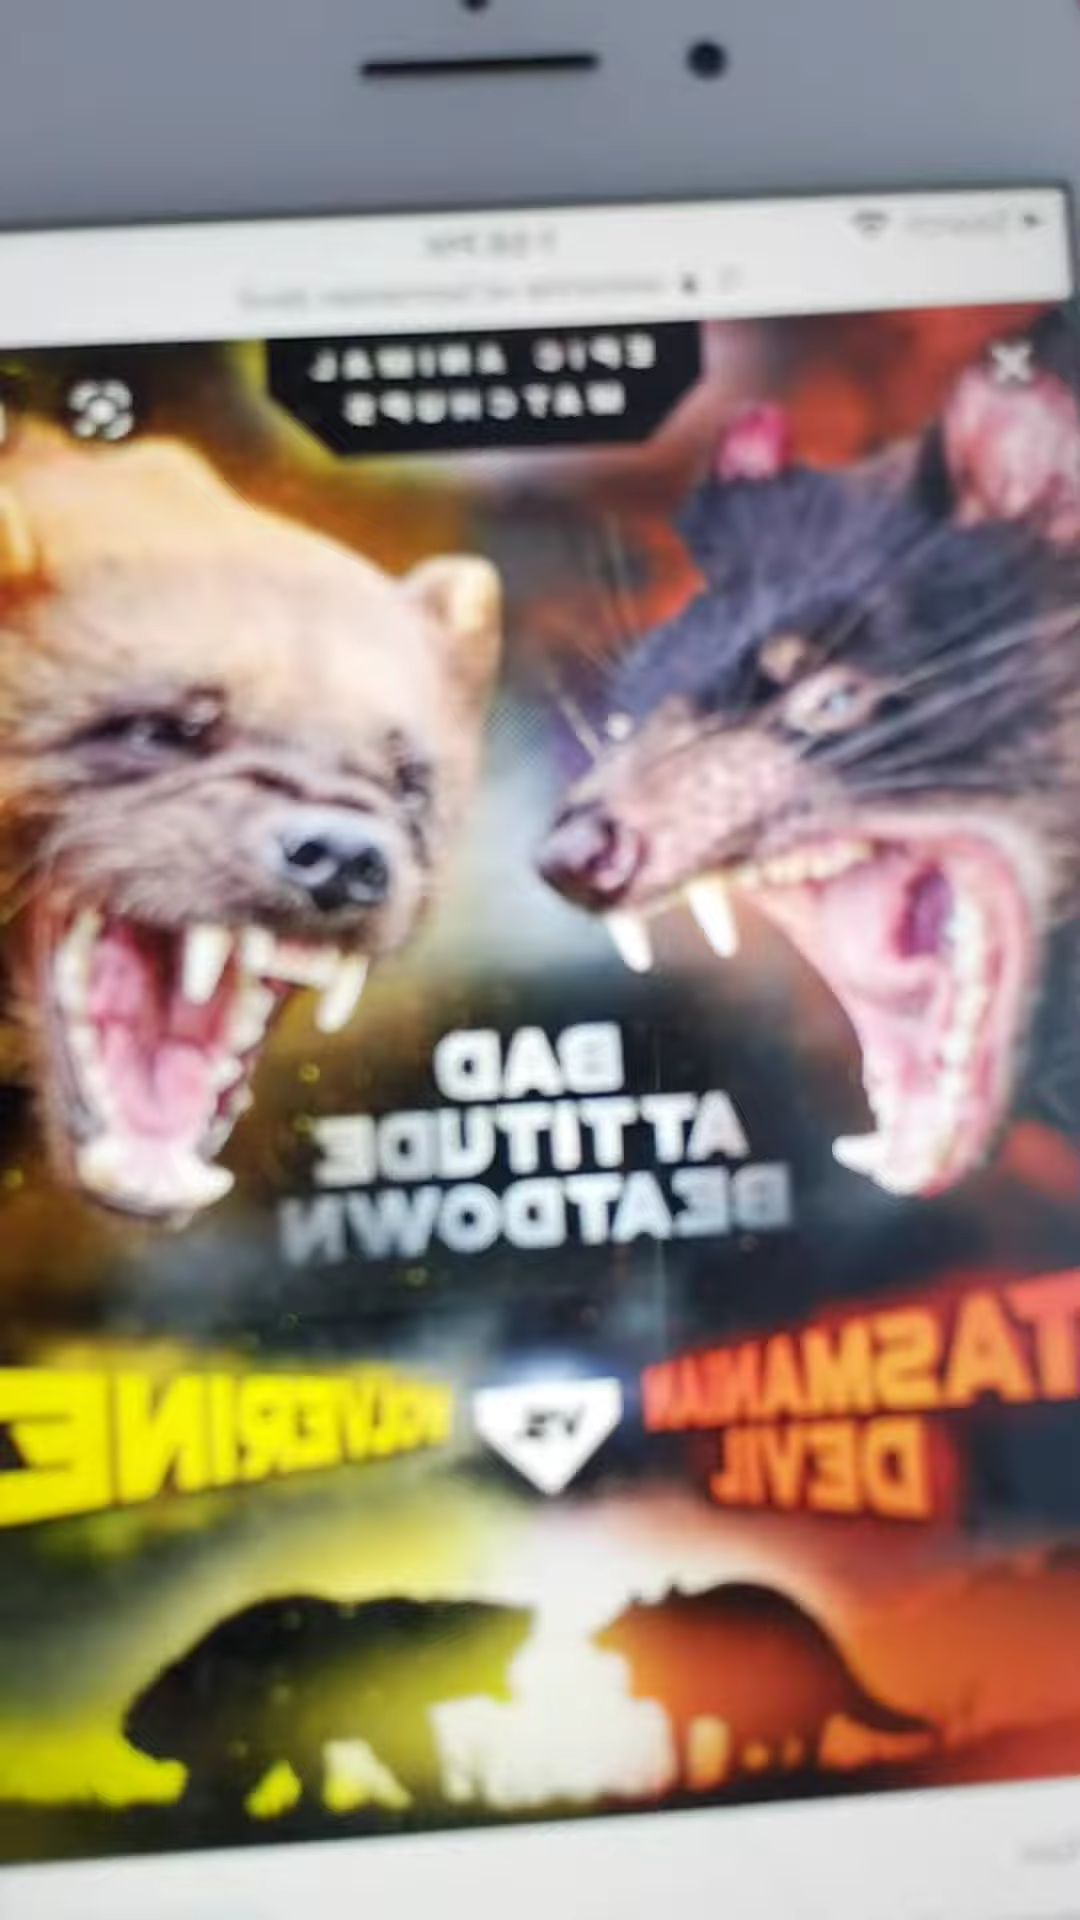 EPIC ANIMAL
MATCHUPS
BAD
ATTITUDE
BEATDOWN
TASMANIAN
DEVIL
VS.
WOLVERINE